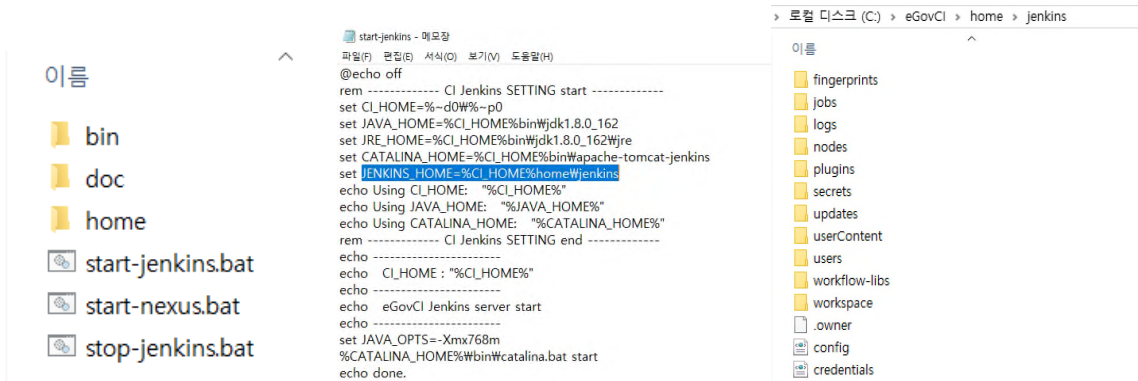 이름
bin
doc
home
start-jenkins.bat
start-nexus.bat
stop-jenkins.bat
start-jenkins - 메모장
파일(F) 편집(E) 서식(O) 보기(V) 도움말(H)
@echo off
rem ------------- CI Jenkins SETTING start -------------
set CI_HOME=%~d0₩%~p0
set JAVA_HOME=%CI_HOME%bin₩jdk1.8.0_162
set JRE_HOME=%CI_HOME%bin₩jdk1.8.0_162₩jre
set CATALINA_HOME=%CI_HOME%bin₩apache-tomcat-jenkins
set JENKINS_HOME=%CI_HOME%home₩jenkins
echo Using CI_HOME: "%CI_HOME%"
echo Using JAVA_HOME: "%JAVA_HOME%"
echo Using CATALINA_HOME: "%CATALINA_HOME%"
rem ------------- CI Jenkins SETTING end -------------
echo -----------------------
echo CI_HOME : "%CI_HOME%"
echo -----------------------
echo eGovCI Jenkins server start
echo -----------------------
set JAVA_OPTS=-Xmx768m
%CATALINA_HOME%₩bin₩catalina.bat start
echo done.
› 로컬 디스크 (C:) › eGovCI › home › jenkins
이름
fingerprints
jobs
logs
nodes
plugins
secrets
updates
userContent
users
workflow-libs
workspace
.owner
config
credentials